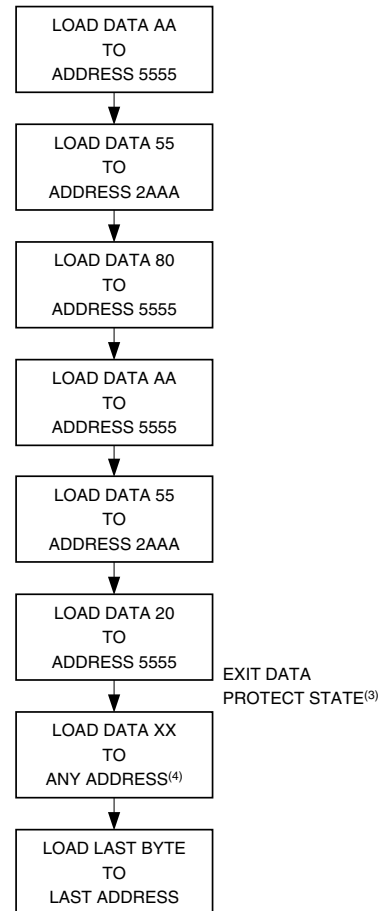 LOAD DATA AA
TO
ADDRESS 5555
LOAD DATA 55
TO
ADDRESS 2AAA
LOAD DATA 80
TO
ADDRESS 5555
LOAD DATA AA
TO
ADDRESS 5555
LOAD DATA 55
TO
ADDRESS 2AAA
LOAD DATA 20
TO
ADDRESS 5555
EXIT DATA
PROTECT STATE(3)
LOAD DATA XX
TO
ANY ADDRESS(4)
LOAD LAST BYTE
TO
LAST ADDRESS